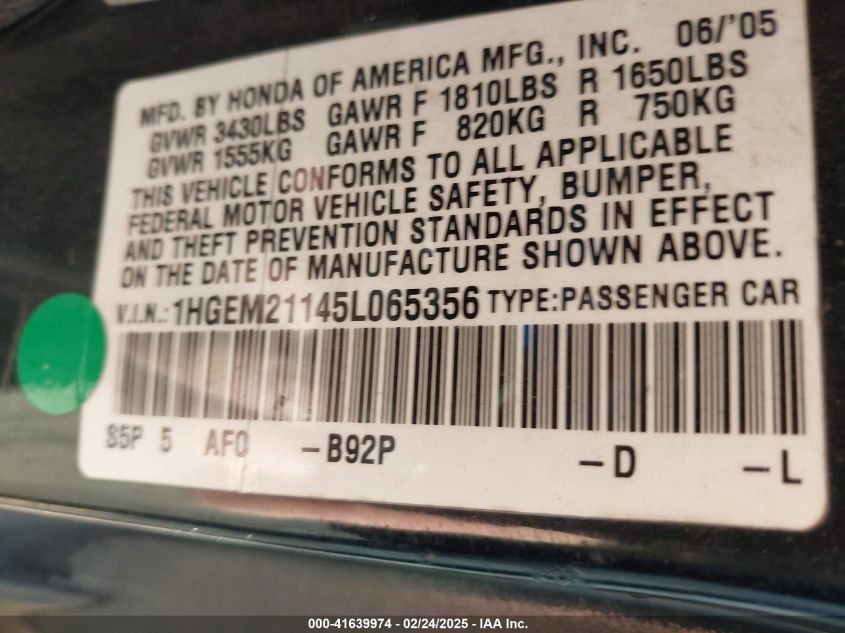 MFD. BY HONDA OF AMERICA MFG., INC. 06/'05
GVWR 3430LBS GAWR F 1810LBS R 1650LBS
GVWR 1555KG GAWR F 820KG R 750KG
THIS VEHICLE CONFORMS TO ALL APPLICABLE
FEDERAL MOTOR VEHICLE SAFETY, BUMPER,
AND THEFT PREVENTION STANDARDS IN EFFECT
ON THE DATE OF MANUFACTURE SHOWN ABOVE.
V.I.N.: 1HGEM21145L065356 TYPE:PASSENGER CAR
S5P 5 AF0 -B92P -D -L
000-41639974 - 02/24/2025 - IAA Inc.